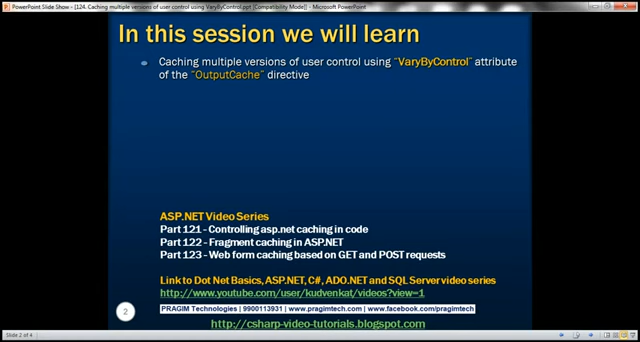 PowerPoint Slide Show - [124. Caching multiple versions of user control using VaryByControl.ppt [Compatibility Mode]] - Microsoft PowerPoint
In this session we will learn
Caching multiple versions of user control using “VaryByControl” attribute
of the “OutputCache” directive
ASP.NET Video Series
Part 121 - Controlling asp.net caching in code
Part 122 - Fragment caching in ASP.NET
Part 123 - Web form caching based on GET and POST requests
Link to Dot Net Basics, ASP.NET, C#, ADO.NET and SQL Server video series
http://www.youtube.com/user/kudvenkat/videos?view=1
2
PRAGIM Technologies | 9900113931 | www.pragimtech.com | www.facebook.com/pragimtech
http://csharp-video-tutorials.blogspot.com
Slide 2 of 4